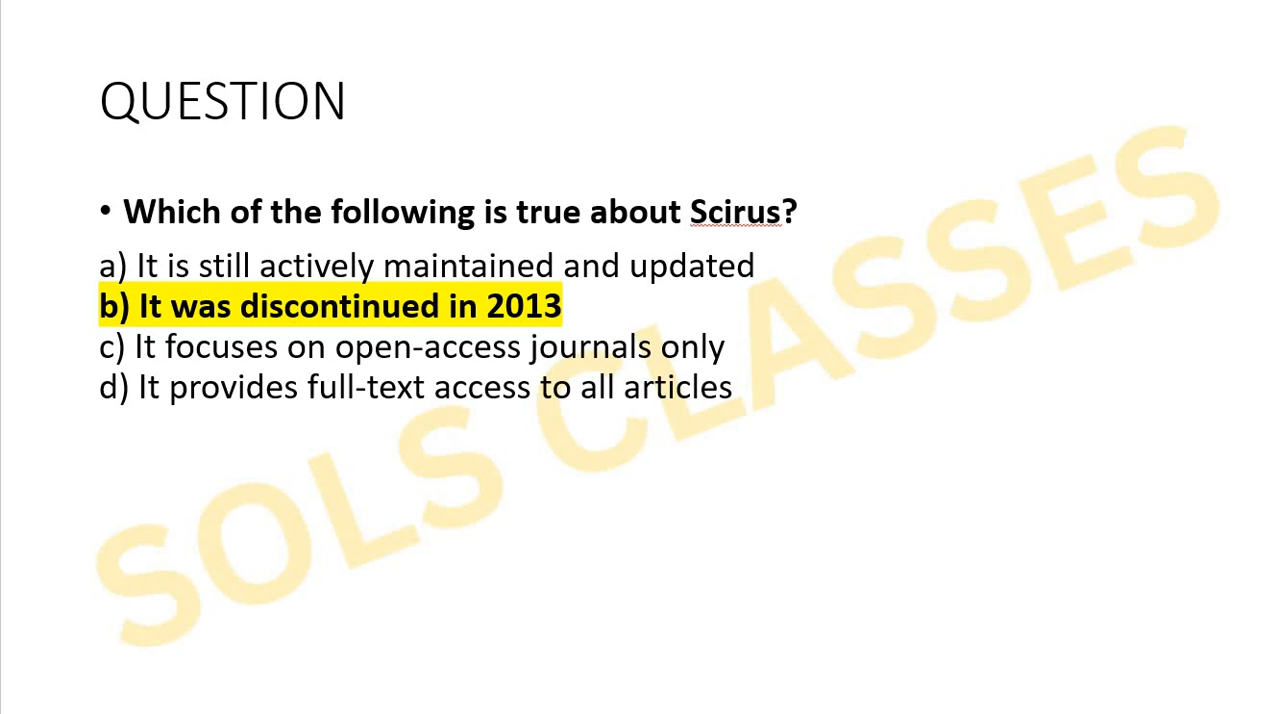 QUESTION
• Which of the following is true about Scirus?
a) It is still actively maintained and updated
b) It was discontinued in 2013
c) It focuses on open-access journals only
d) It provides full-text access to all articles
SOLS CLASSES